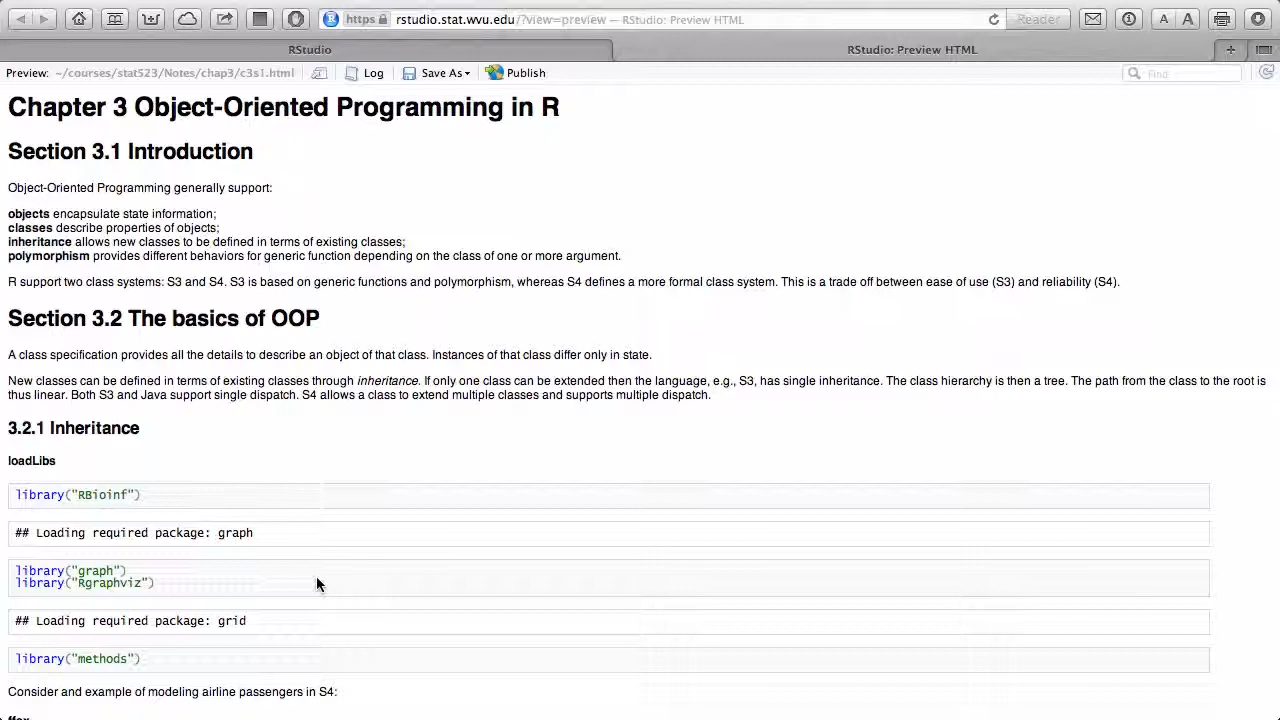 https rstudio.stat.wvu.edu/?view=preview — RStudio: Preview HTML
Reader
A A
RStudio
RStudio: Preview HTML
Preview: ~/courses/stat523/Notes/chap3/c3s1.html
Log
Save As
Publish
Find
Chapter 3 Object-Oriented Programming in R
Section 3.1 Introduction
Object-Oriented Programming generally support:
objects encapsulate state information;
classes describe properties of objects;
inheritance allows new classes to be defined in terms of existing classes;
polymorphism provides different behaviors for generic function depending on the class of one or more argument.
R support two class systems: S3 and S4. S3 is based on generic functions and polymorphism, whereas S4 defines a more formal class system. This is a trade off between ease of use (S3) and reliability (S4).
Section 3.2 The basics of OOP
A class specification provides all the details to describe an object of that class. Instances of that class differ only in state.
New classes can be defined in terms of existing classes through inheritance. If only one class can be extended then the language, e.g., S3, has single inheritance. The class hierarchy is then a tree. The path from the class to the root is
thus linear. Both S3 and Java support single dispatch. S4 allows a class to extend multiple classes and supports multiple dispatch.
3.2.1 Inheritance
loadLibs
library("RBioinf")
## Loading required package: graph
library("graph")
library("Rgraphviz")
## Loading required package: grid
library("methods")
Consider and example of modeling airline passengers in S4: